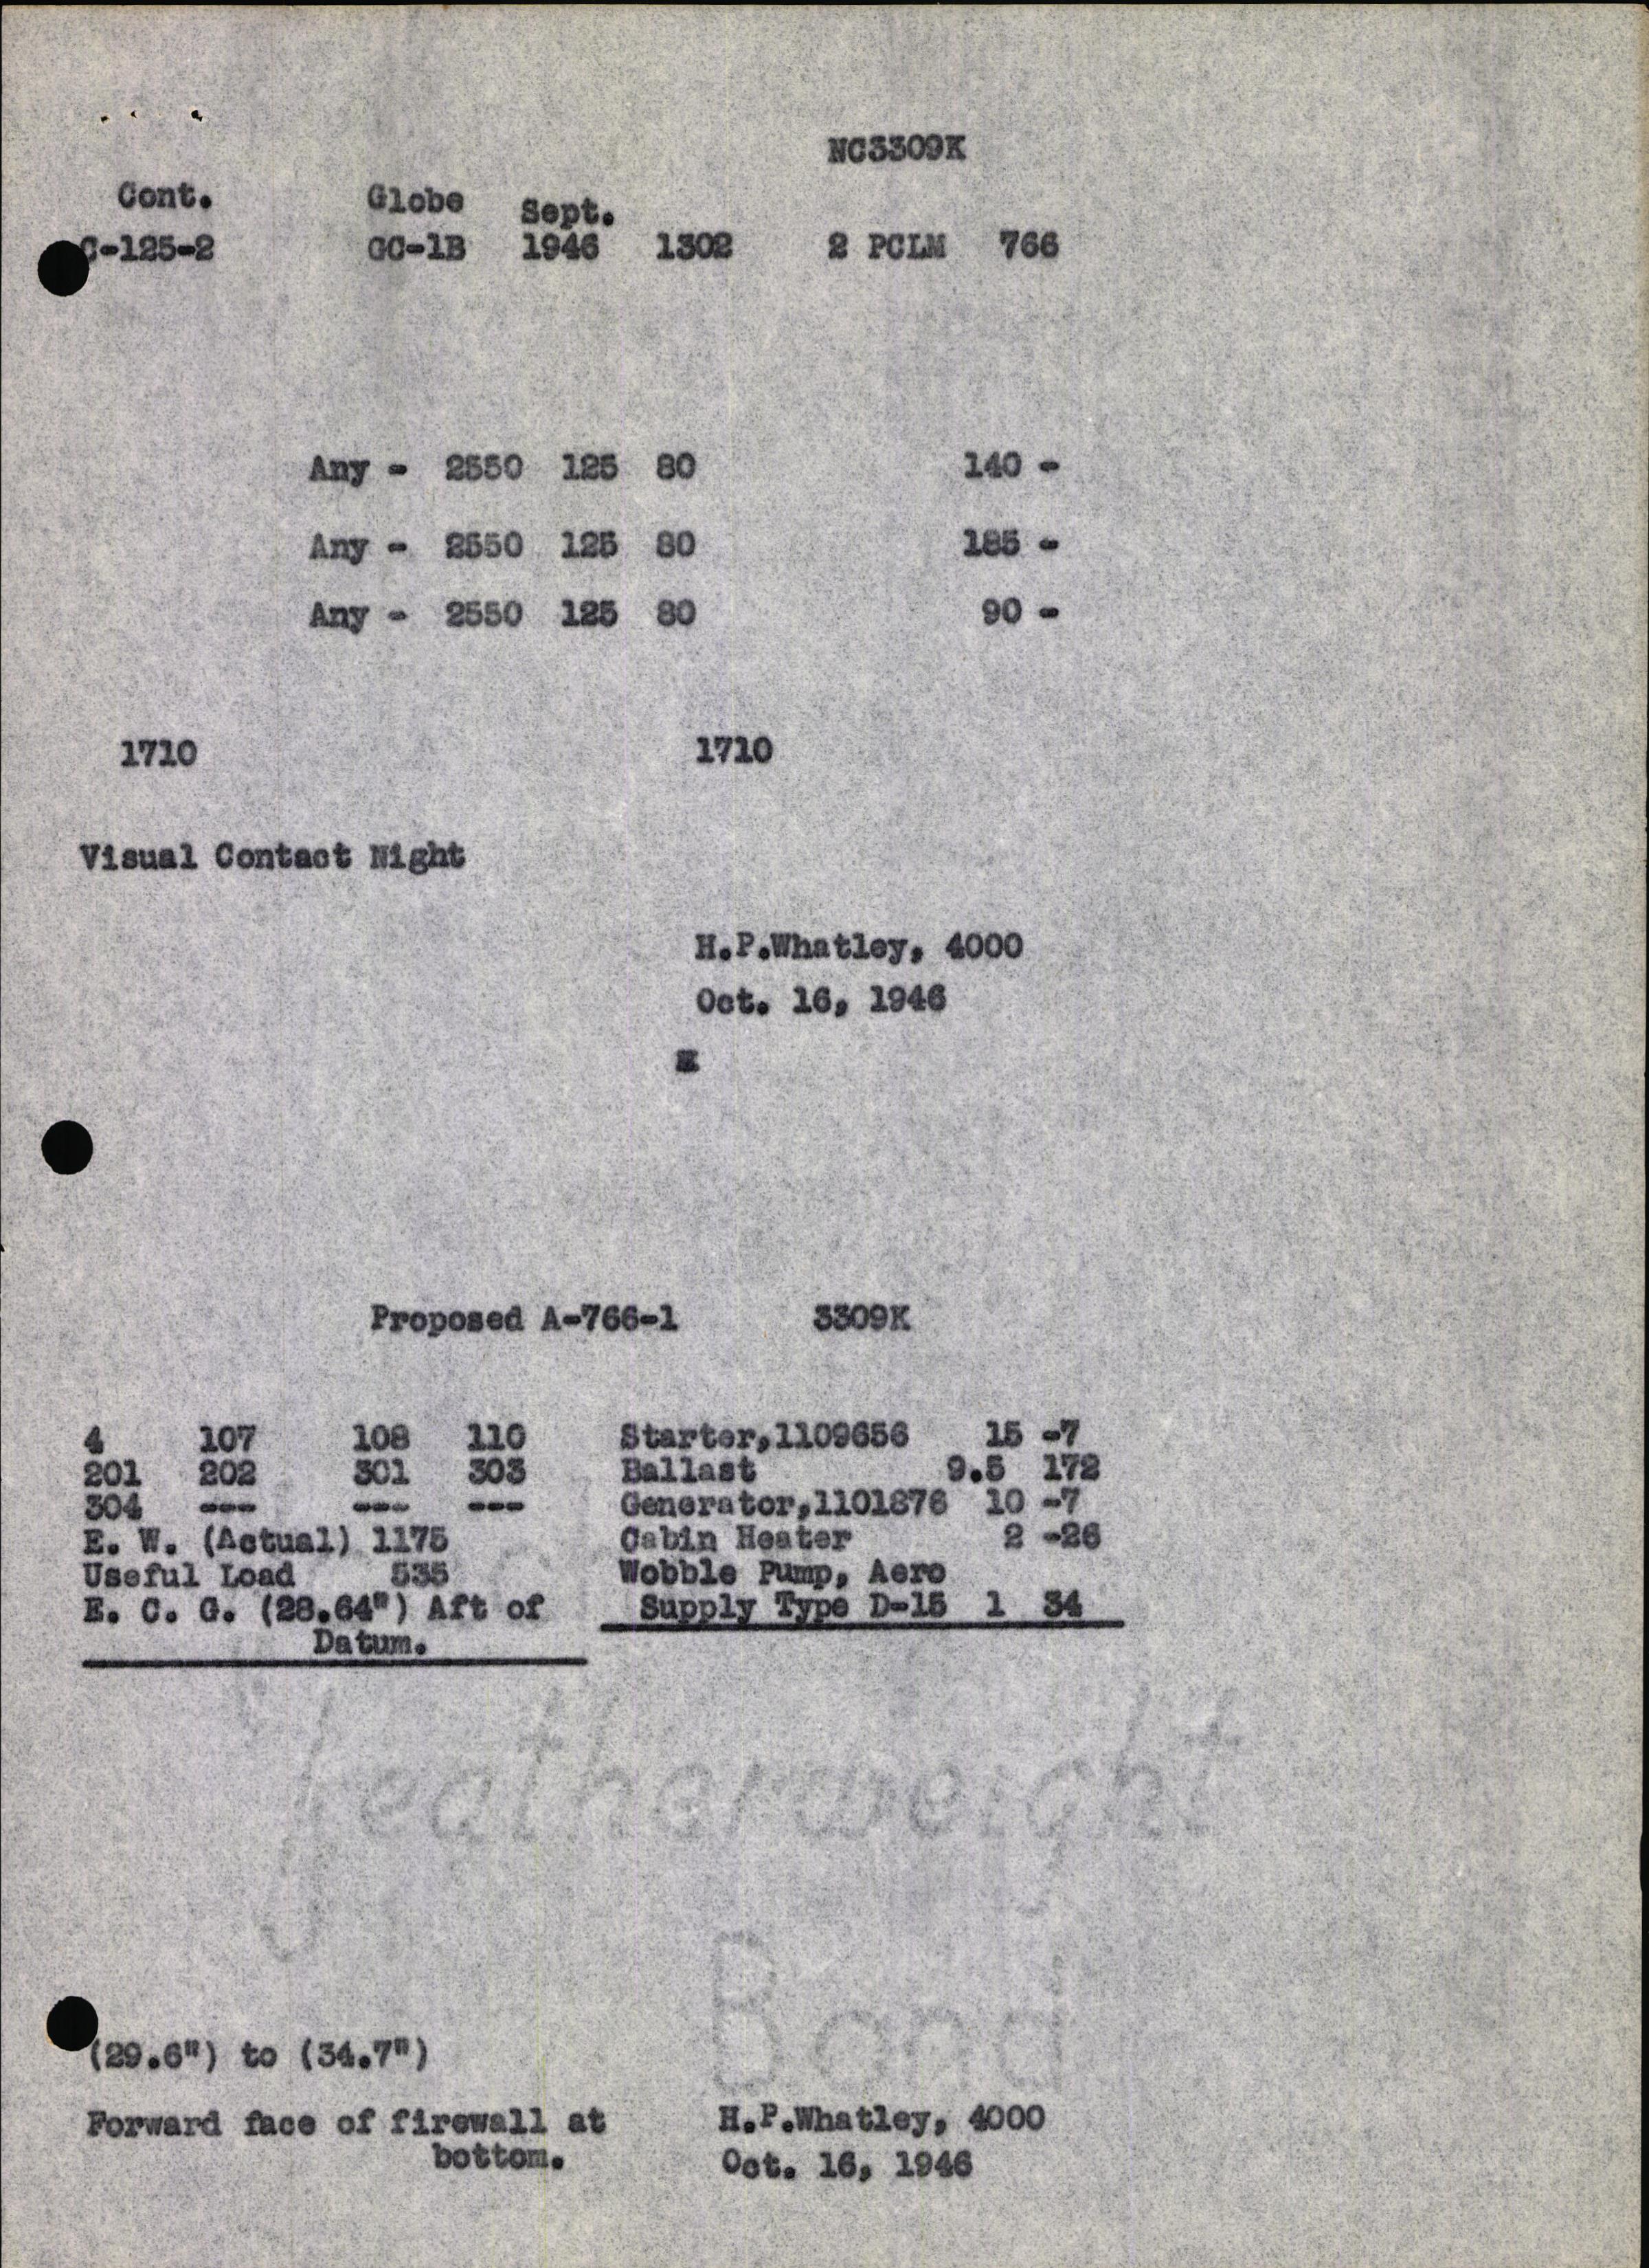 NC3309K
Cont. Globe Sept.
C-125-2 GC-1B 1946 1302 2 PCLM 766
Any - 2550 125 80 140 -
Any - 2550 125 80 185 -
Any - 2550 125 80 90 -
1710 1710
Visual Contact Night
H.P.Whatley, 4000
Oct. 16, 1946
Proposed A-766-1 3309K
4 107 108 110 Starter,1109656 15 -7
201 202 301 303 Ballast 9.5 172
304 --- --- --- Generator,1101876 10 -7
E. W. (Actual) 1175 Cabin Heater 2 -26
Useful Load 535 Wobble Pump, Aero
E. C. G. (28.64") Aft of Supply Type D-15 1 34
Datum.
Featherweight
Bond
(29.6") to (34.7")
Forward face of firewall at H.P.Whatley, 4000
bottom. Oct. 16, 1946